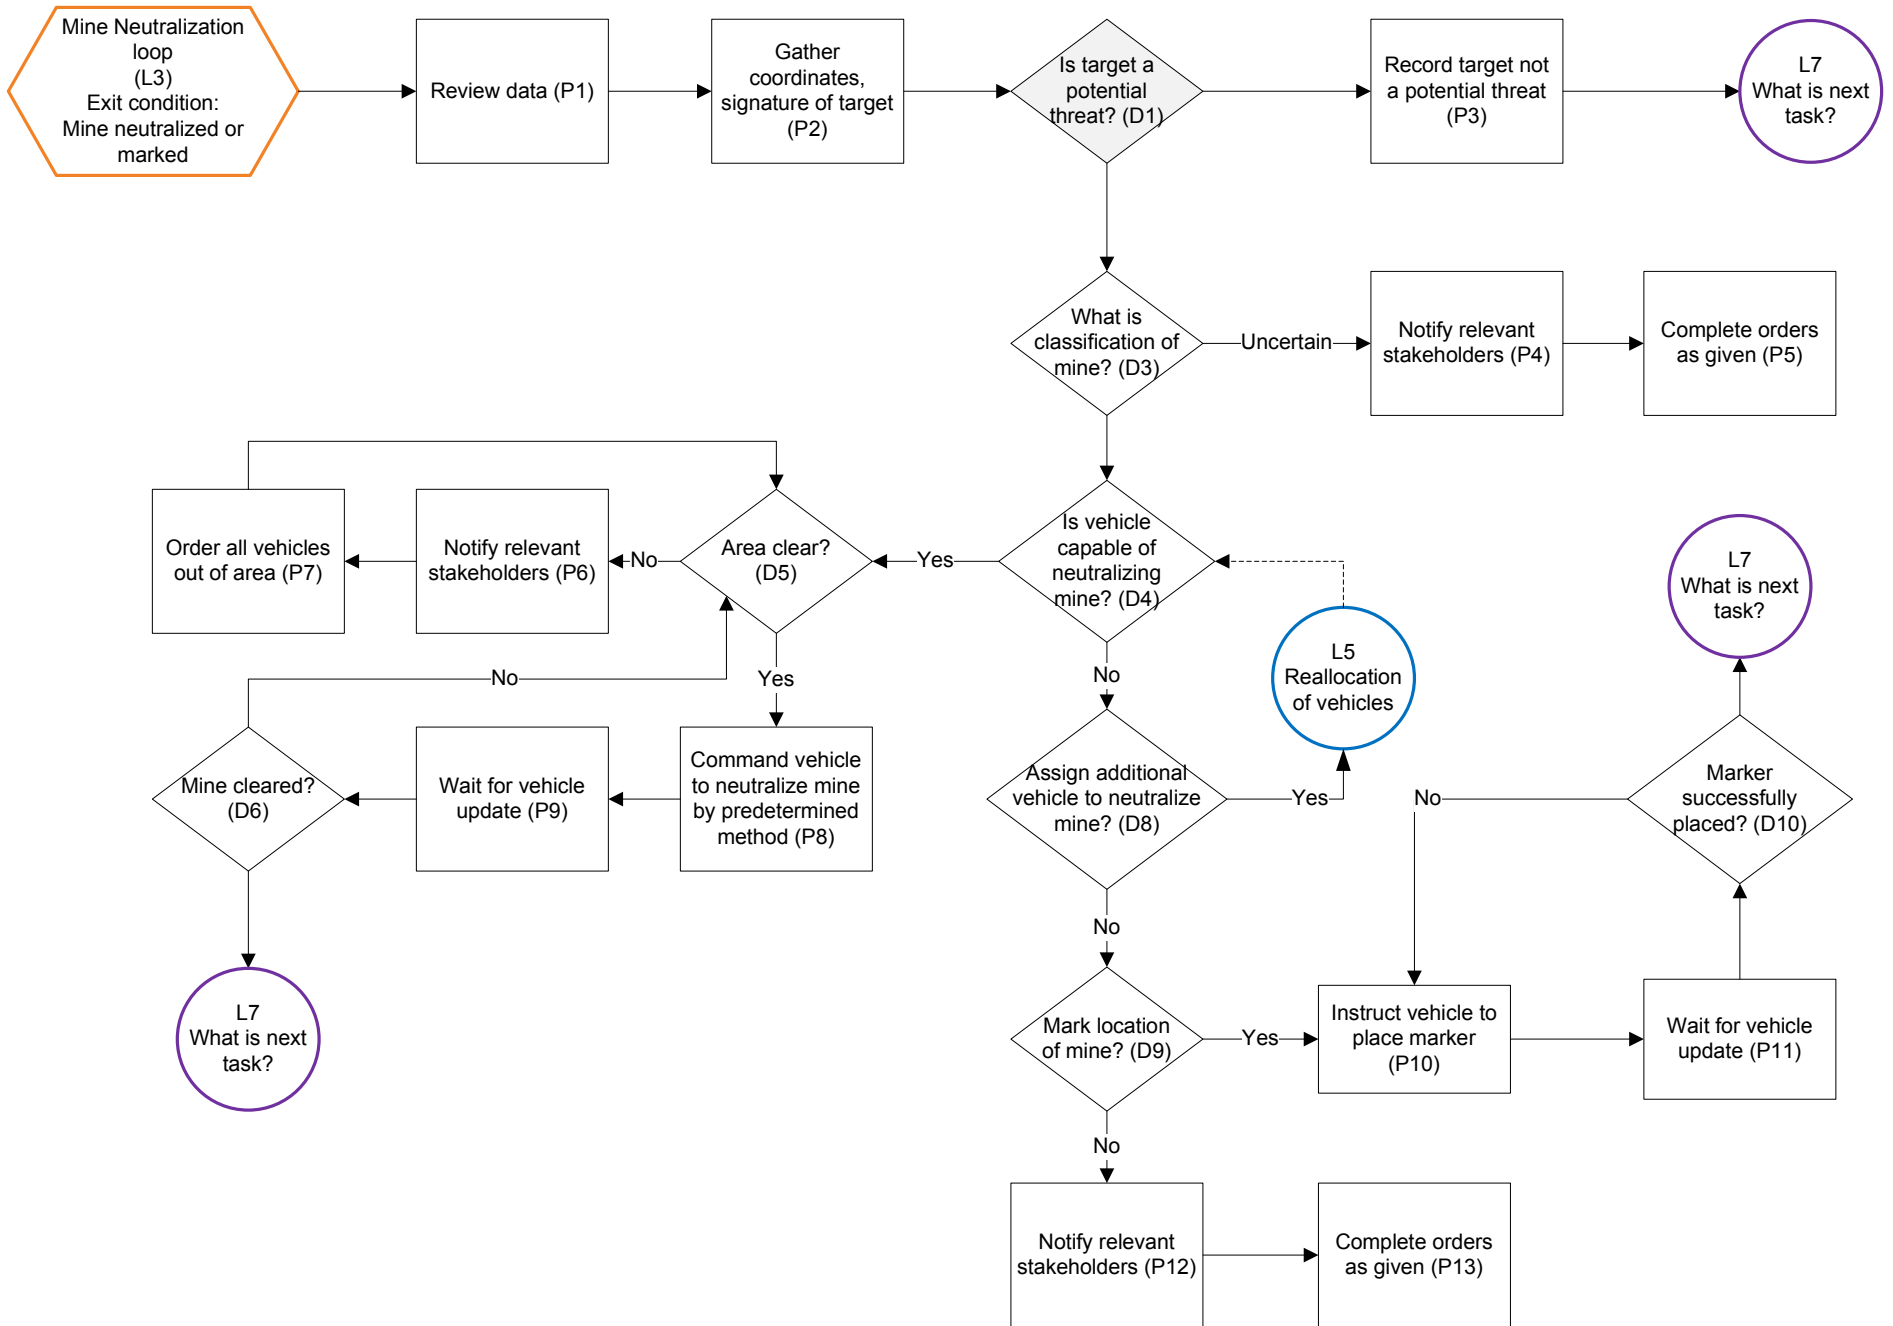 Mine Neutralization
loop
(L3)
Exit condition:
Mine neutralized or
marked
Review data (P1)
Gather
coordinates,
signature of target
(P2)
Is target a
potential
threat? (D1)
Record target not
a potential threat
(P3)
L7
What is next
task?
What is
classification of
mine? (D3)
Uncertain
Notify relevant
stakeholders (P4)
Complete orders
as given (P5)
Order all vehicles
out of area (P7)
Notify relevant
stakeholders (P6)
No
Area clear?
(D5)
Yes
Is vehicle
capable of
neutralizing
mine? (D4)
L7
What is next
task?
L5
Reallocation
of vehicles
No
Yes
No
Mine cleared?
(D6)
Wait for vehicle
update (P9)
Command vehicle
to neutralize mine
by predetermined
method (P8)
Assign additional
vehicle to neutralize
mine? (D8)
Yes
No
Marker
successfully
placed? (D10)
No
L7
What is next
task?
Mark location
of mine? (D9)
Yes
Instruct vehicle to
place marker
(P10)
Wait for vehicle
update (P11)
No
Notify relevant
stakeholders (P12)
Complete orders
as given (P13)